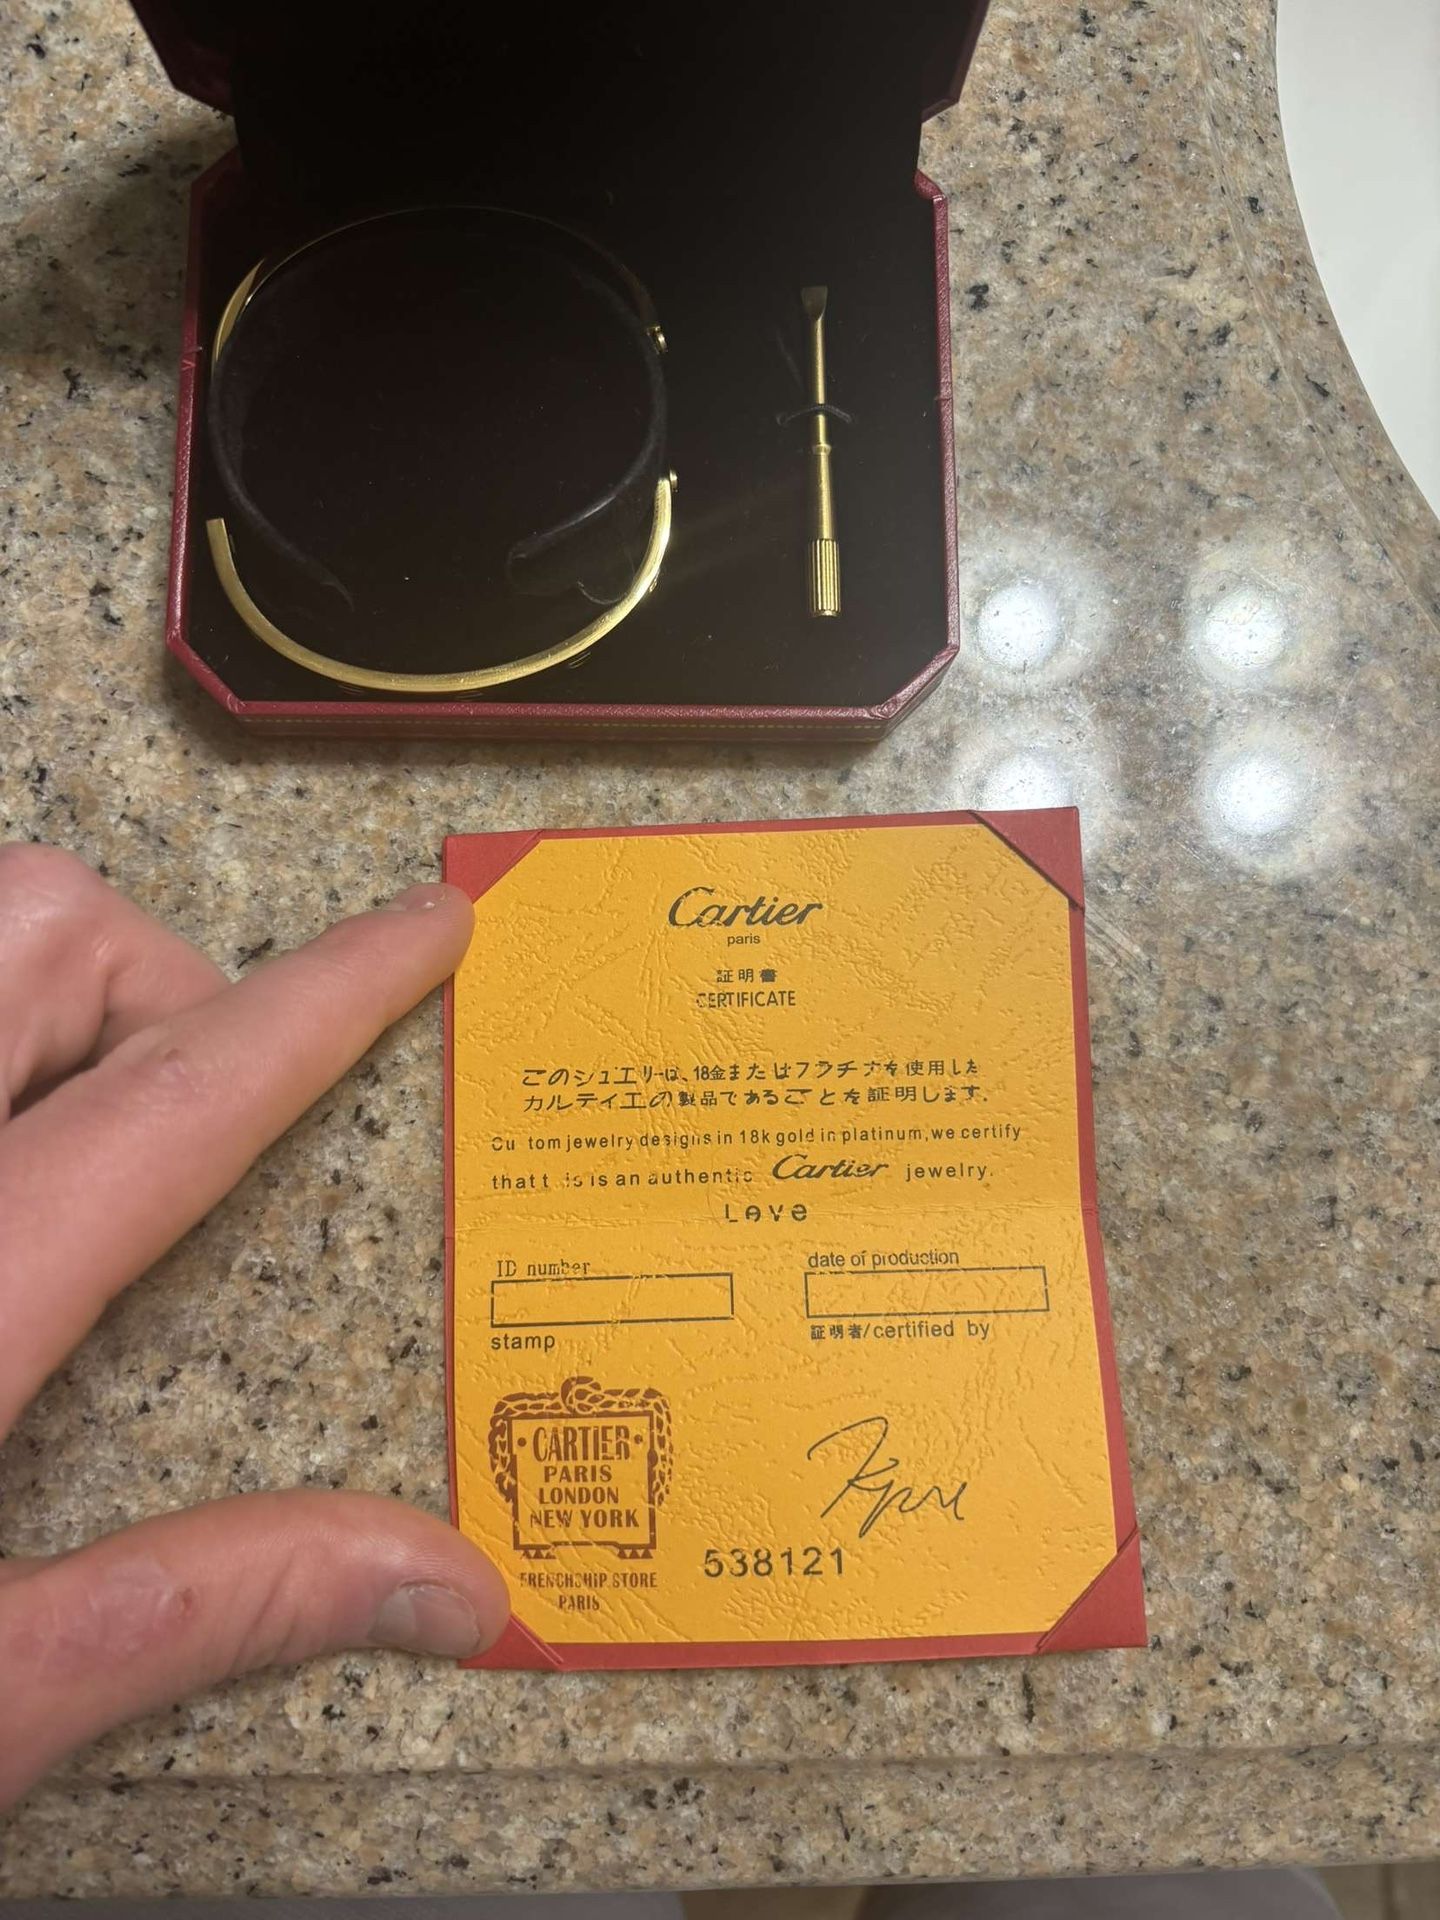 Cartier
paris
証明書
CERTIFICATE
このジュエリーは、18金またはプラチナを使用した
カルティエの製品であることを証明します.
Cu tom jewelry designs in 18k gold in platinum, we certify
that t is is an authentic Cartier jewelry.
Love
ID number
date of production
stamp
証明者/certified by
CARTIER
PARIS
LONDON
NEW YORK
538121
FRENCHSHIP STORE
PARIS